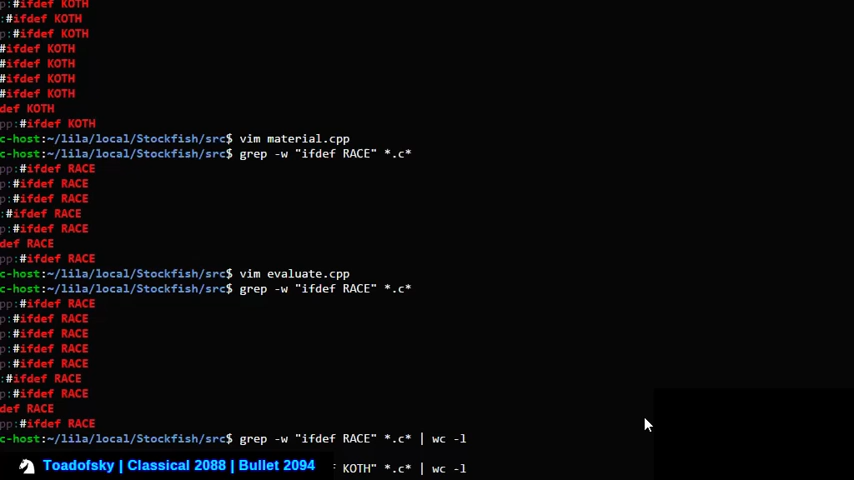 pp:#ifdef KOTH
:#ifdef KOTH
p:#ifdef KOTH
#ifdef KOTH
#ifdef KOTH
#ifdef KOTH
#ifdef KOTH
def KOTH
pp:#ifdef KOTH
c-host:~/lila/local/Stockfish/src$ vim material.cpp
c-host:~/lila/local/Stockfish/src$ grep -w "ifdef RACE" *.c*
pp:#ifdef RACE
p:#ifdef RACE
p:#ifdef RACE
:#ifdef RACE
p:#ifdef RACE
def RACE
pp:#ifdef RACE
c-host:~/lila/local/Stockfish/src$ vim evaluate.cpp
c-host:~/lila/local/Stockfish/src$ grep -w "ifdef RACE" *.c*
pp:#ifdef RACE
p:#ifdef RACE
p:#ifdef RACE
p:#ifdef RACE
p:#ifdef RACE
:#ifdef RACE
p:#ifdef RACE
def RACE
pp:#ifdef RACE
c-host:~/lila/local/Stockfish/src$ grep -w "ifdef RACE" *.c* | wc -l
Toadofsky | Classical 2088 | Bullet 2094
f KOTH" *.c* | wc -l